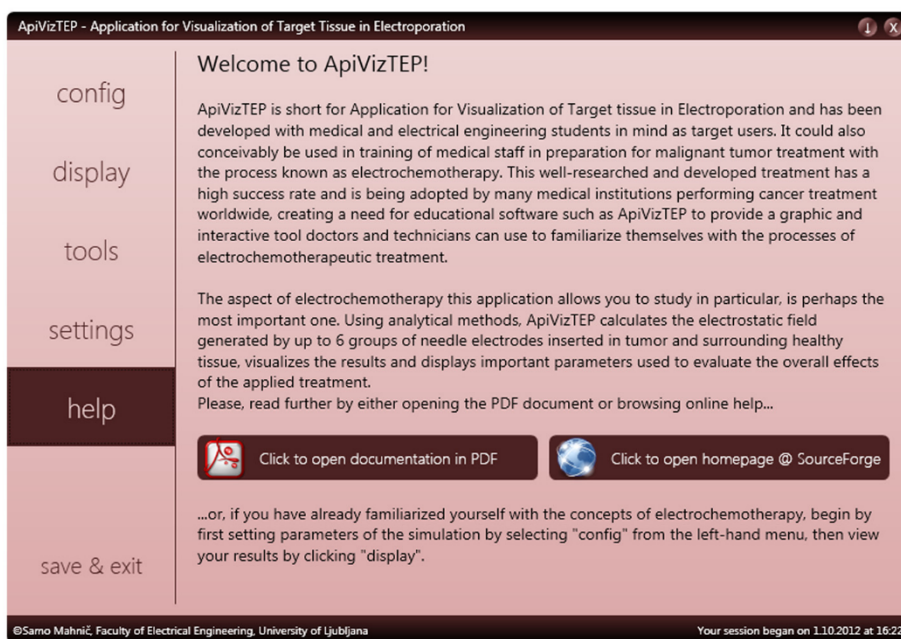 ApiVizTEP - Application for Visualization of Target Tissue in Electroporation
X
config
display
tools
settings
help
save & exit
Welcome to ApiVizTEP!
ApiVizTEP is short for Application for Visualization of Target tissue in Electroporation and has been
developed with medical and electrical engineering students in mind as target users. It could also
conceivably be used in training of medical staff in preparation for malignant tumor treatment with
the process known as electrochemotherapy. This well-researched and developed treatment has a
high success rate and is being adopted by many medical institutions performing cancer treatment
worldwide, creating a need for educational software such as ApiVizTEP to provide a graphic and
interactive tool doctors and technicians can use to familiarize themselves with the processes of
electrochemotherapeutic treatment.
The aspect of electrochemotherapy this application allows you to study in particular, is perhaps the
most important one. Using analytical methods, ApiVizTEP calculates the electrostatic field
generated by up to 6 groups of needle electrodes inserted in tumor and surrounding healthy
tissue, visualizes the results and displays important parameters used to evaluate the overall effects
of the applied treatment.
Please, read further by either opening the PDF document or browsing online help...
Click to open documentation in PDF
Click to open homepage @ SourceForge
...or, if you have already familiarized yourself with the concepts of electrochemotherapy, begin by
first setting parameters of the simulation by selecting "config" from the left-hand menu, then view
your results by clicking "display".
©Samo Mahnič, Faculty of Electrical Engineering, University of Ljubljana
Your session began on 1.10.2012 at 16:22